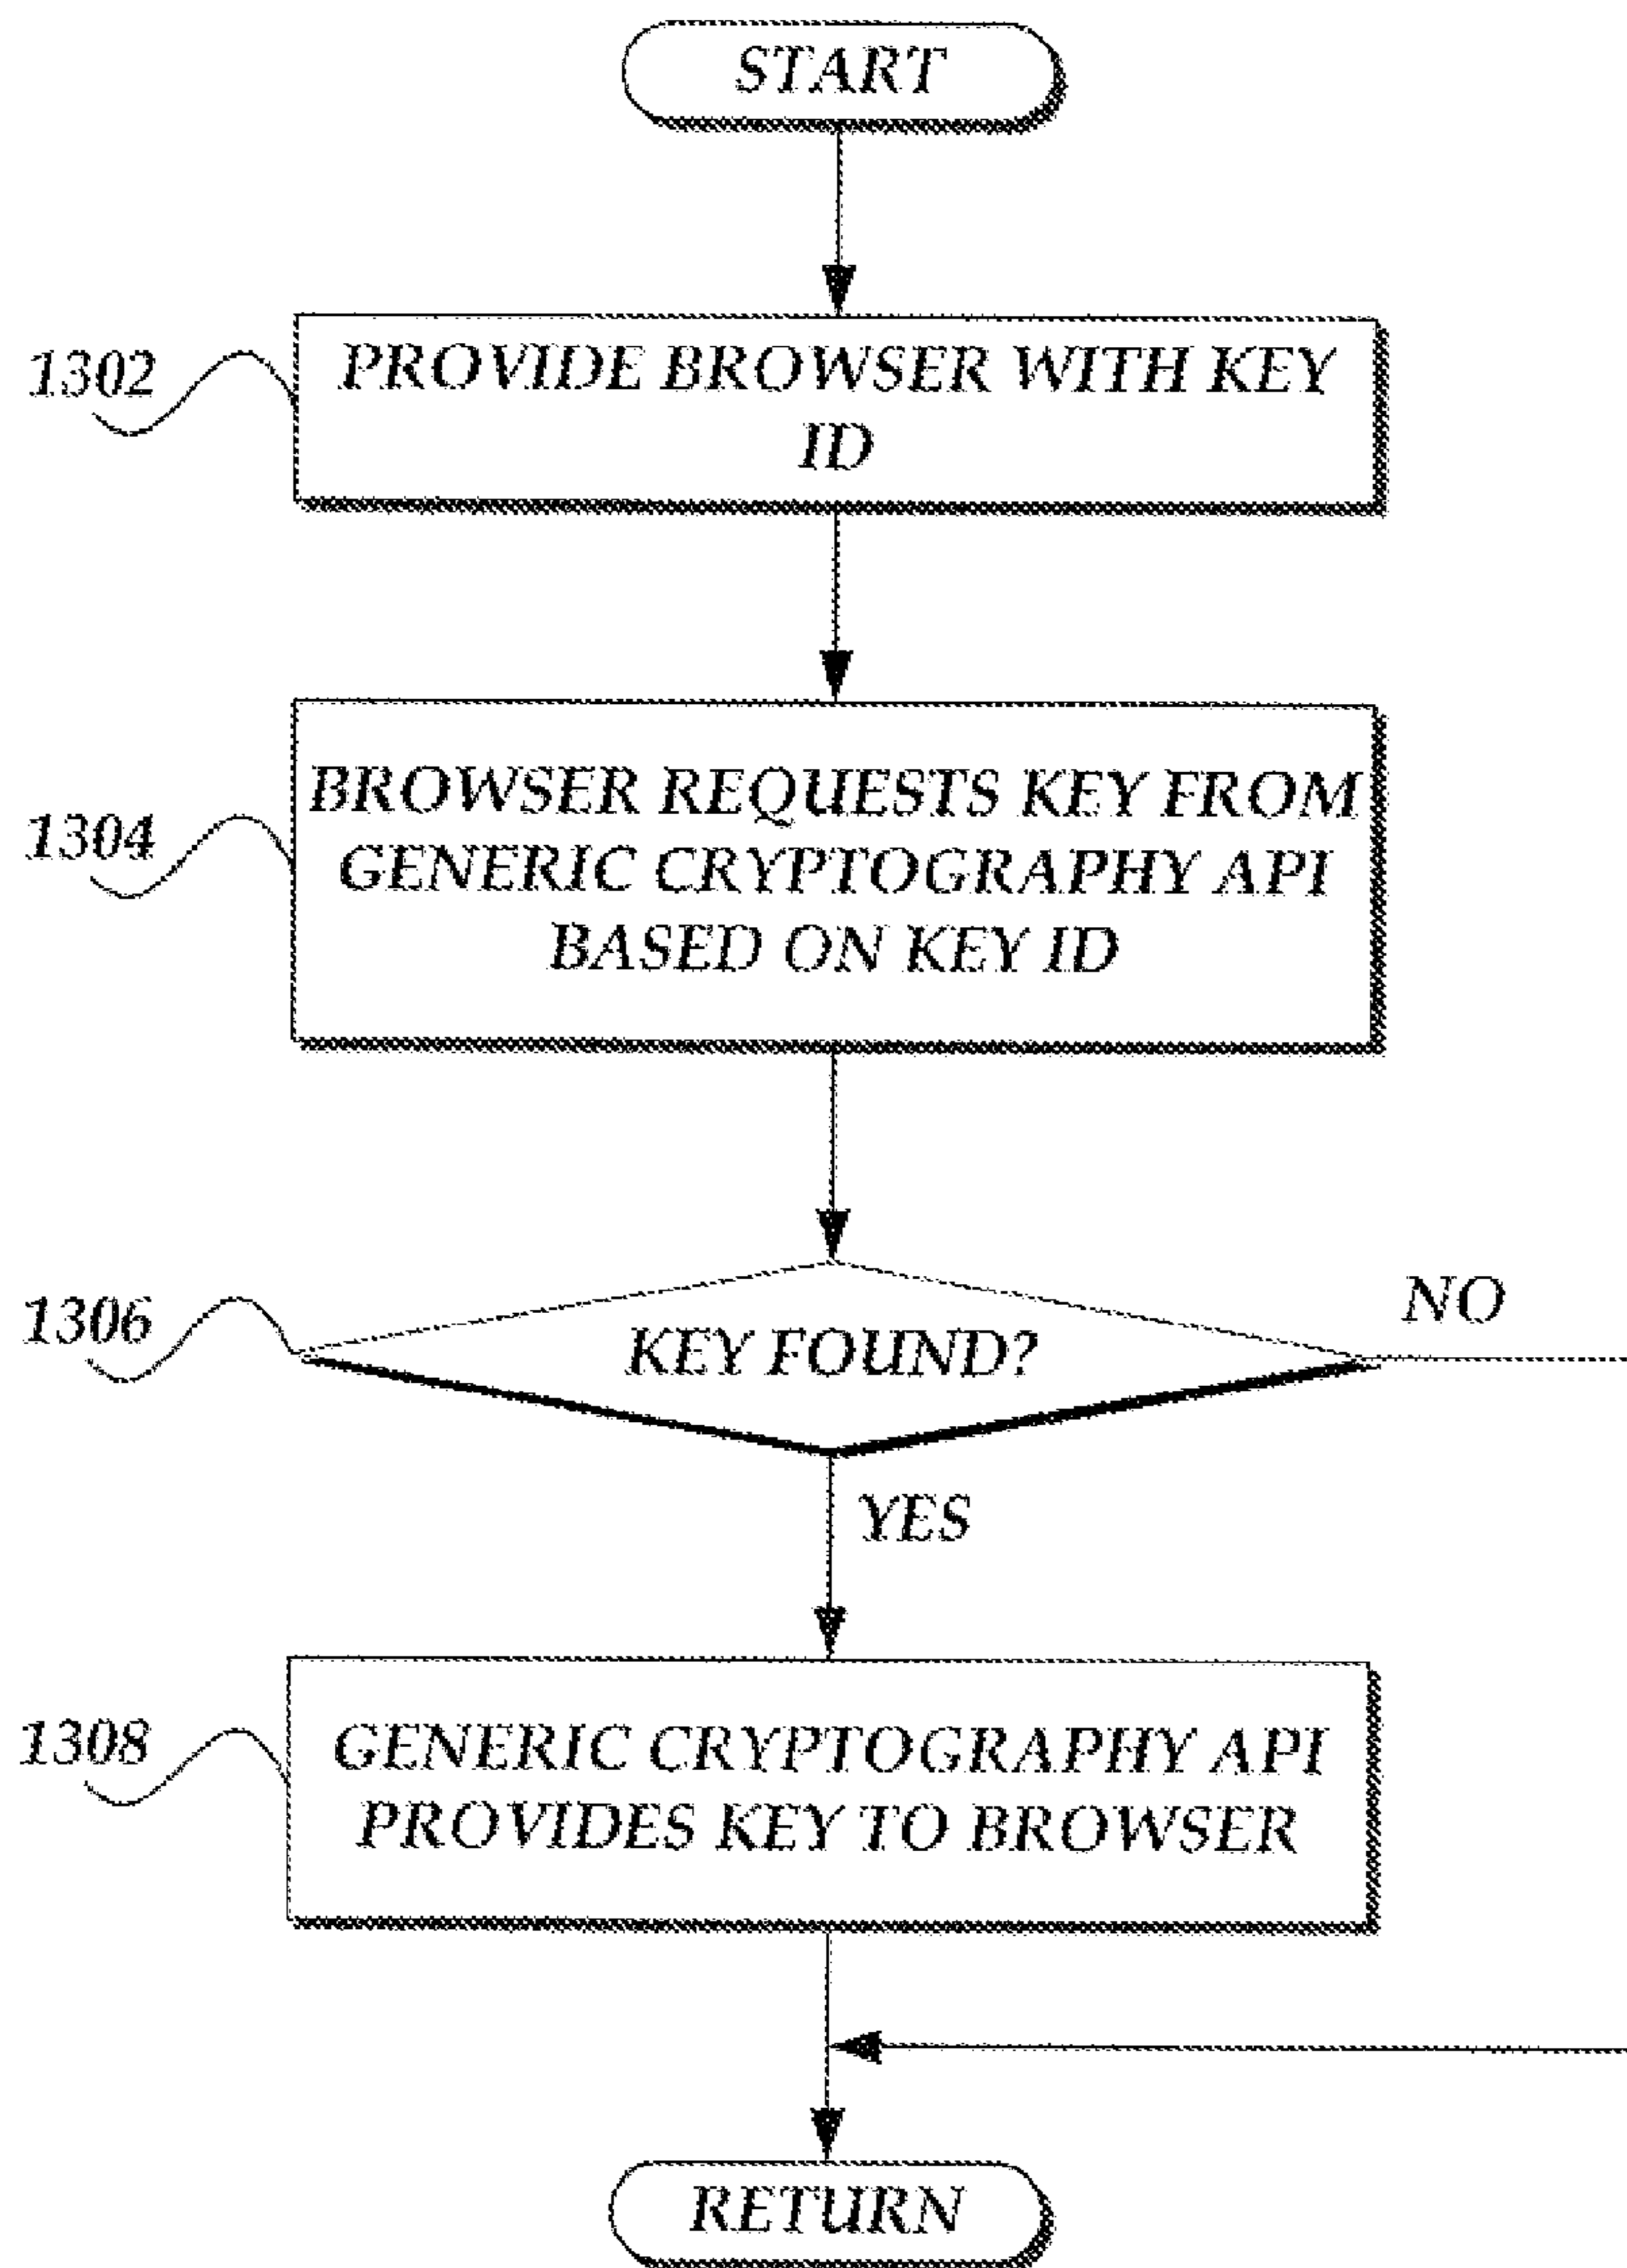 START
1302
PROVIDE BROWSER WITH KEY
ID
1304
BROWSER REQUESTS KEY FROM
GENERIC CRYPTOGRAPHY API
BASED ON KEY ID
1306
KEY FOUND?
NO
YES
1308
GENERIC CRYPTOGRAPHY API
PROVIDES KEY TO BROWSER
RETURN